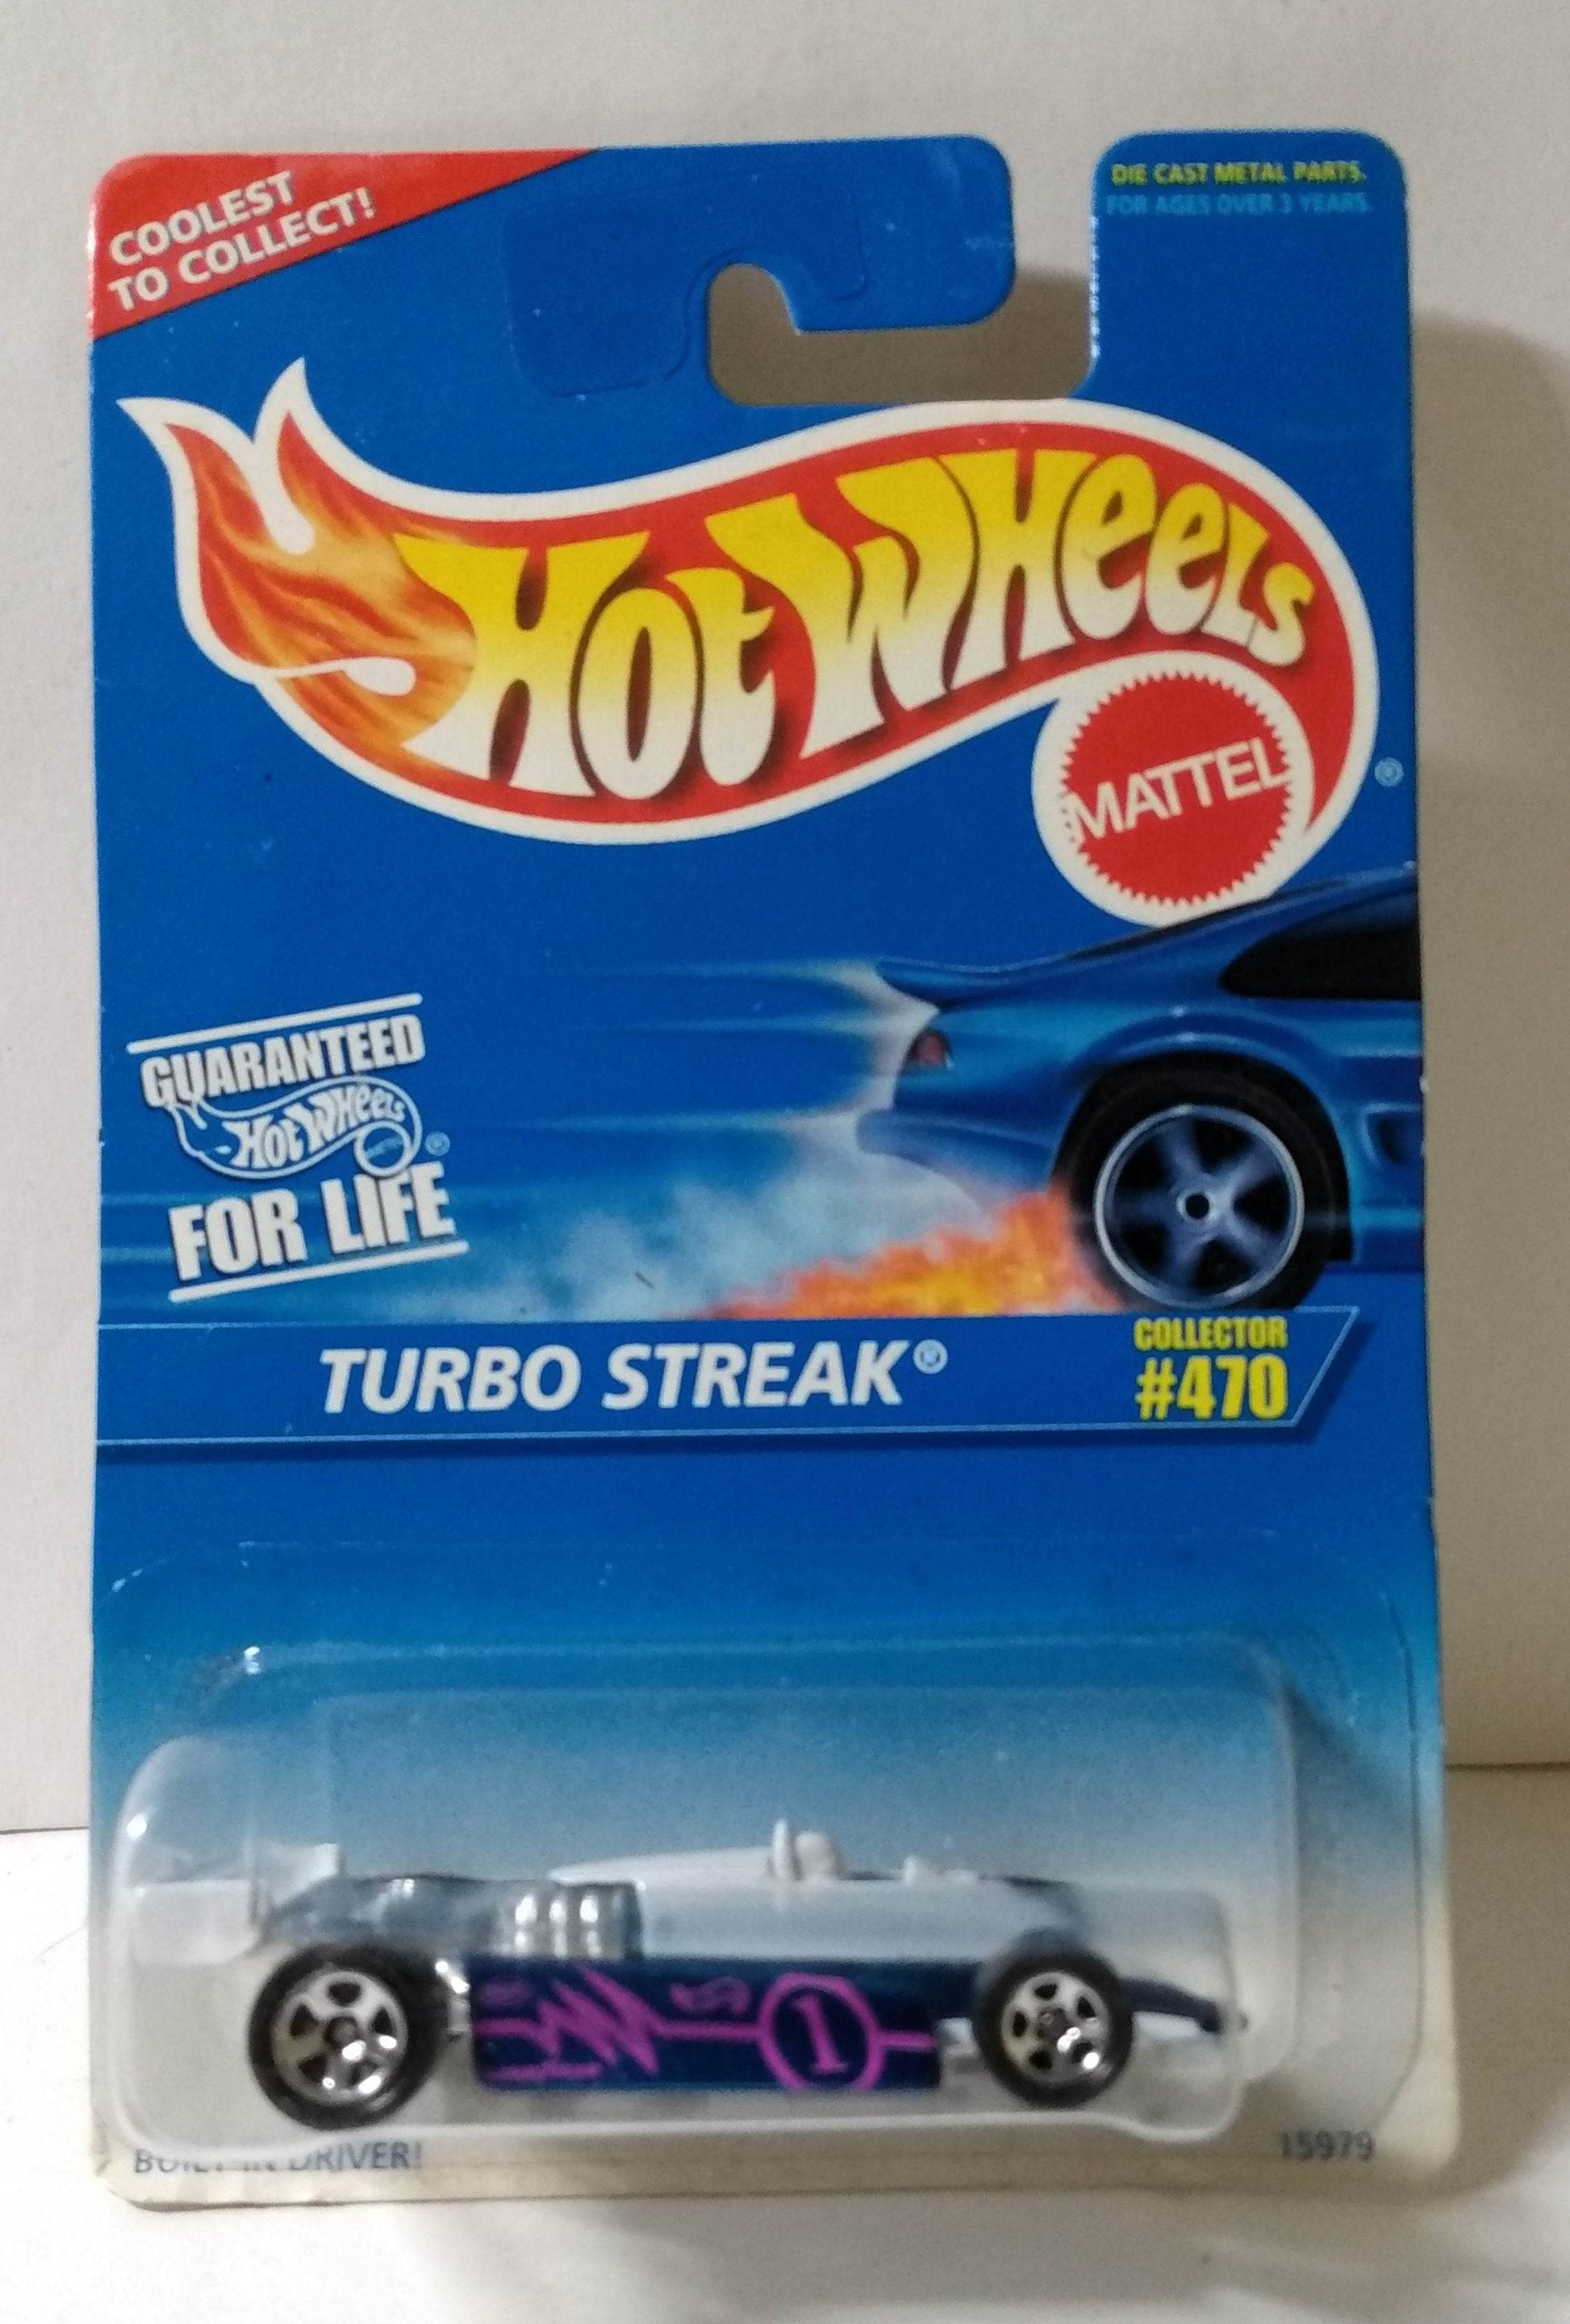 COOLEST
TO COLLECT!
DIE CAST METAL PARTS.
FOR AGES OVER 3 YEARS.
HOT WHEELS
MATTEL ®
GUARANTEED
HOT WHEELS ®
MATTEL
FOR LIFE
TURBO STREAK®
COLLECTOR
#470
1
BUILT-IN DRIVER!
15979